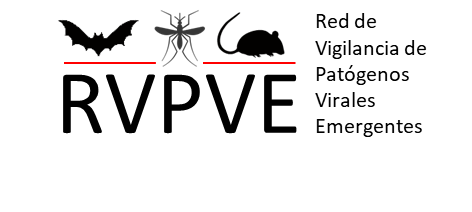 RVPVE
Red de
Vigilancia de
Patógenos
Virales
Emergentes